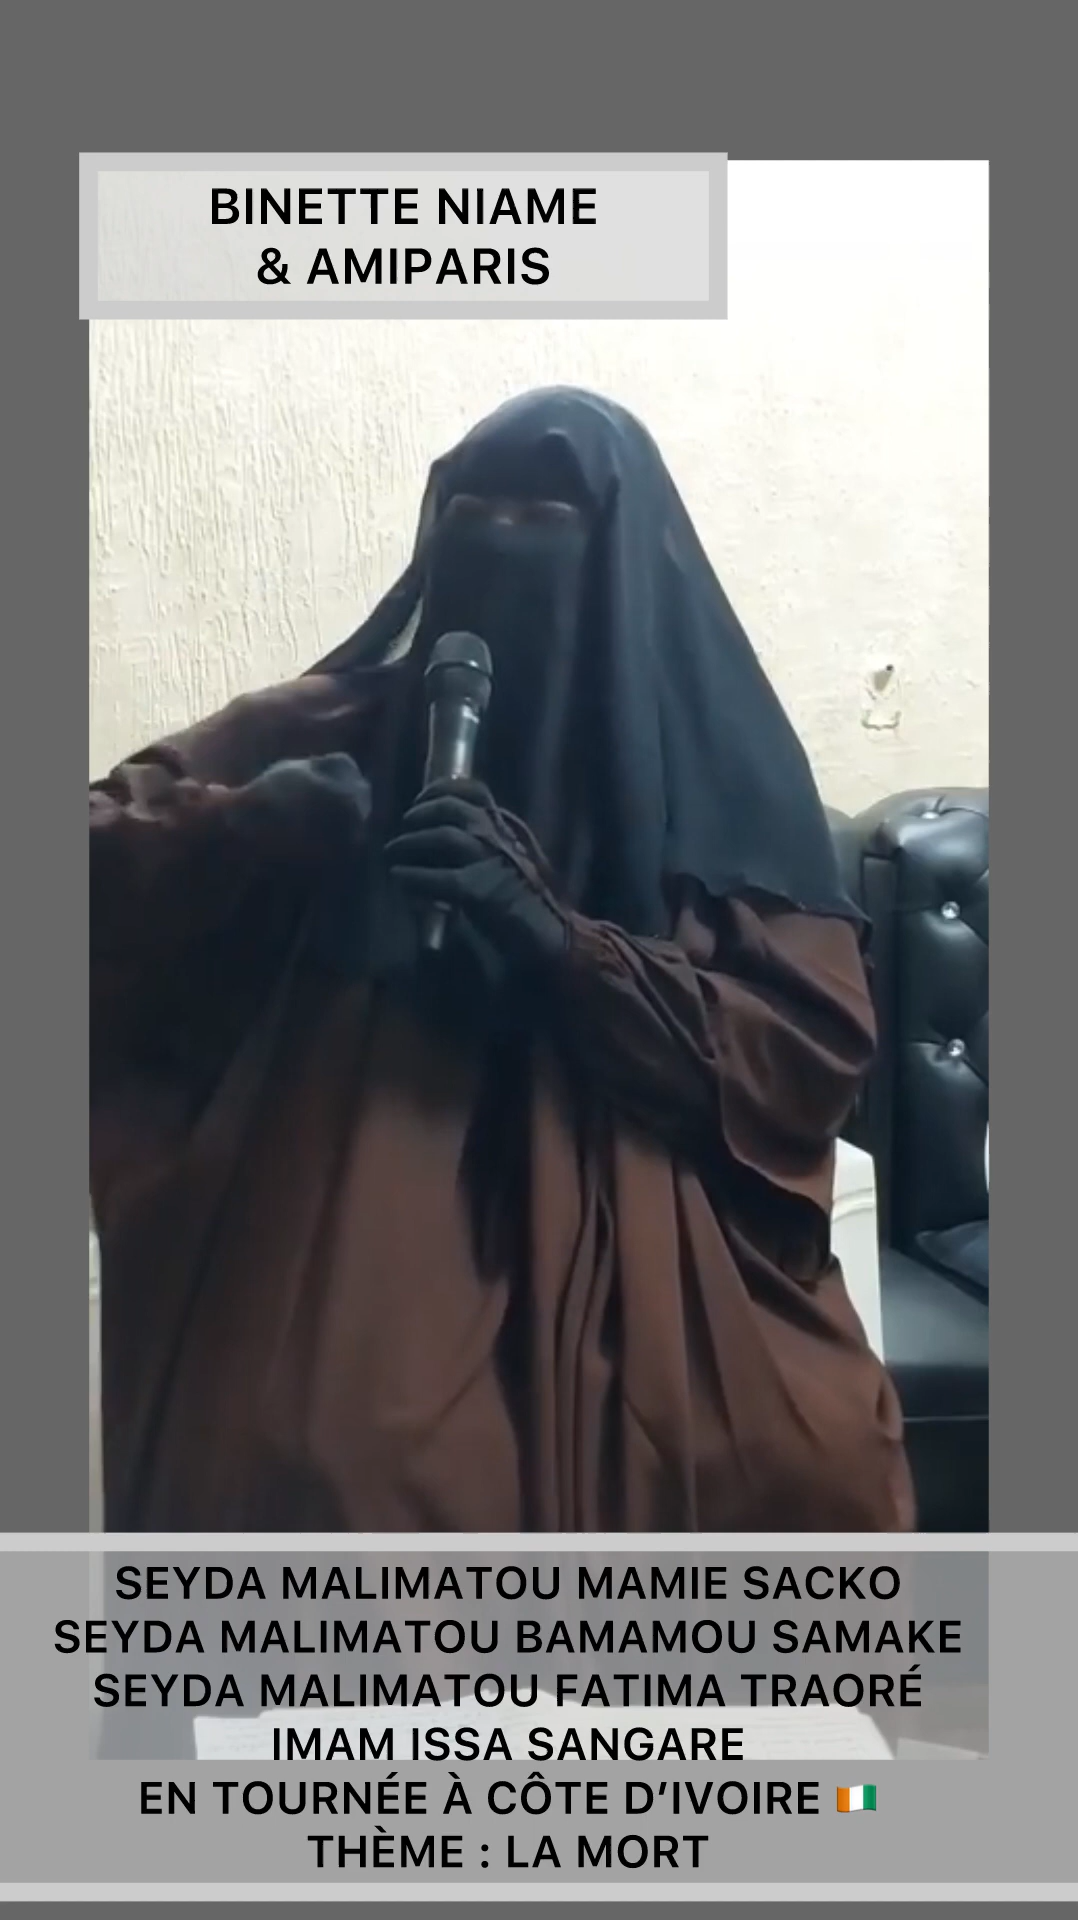 BINETTE NIAME
& AMIPARIS
SEYDA MALIMATOU MAMIE SACKO
SEYDA MALIMATOU BAMAMOU SAMAKE
SEYDA MALIMATOU FATIMA TRAORÉ
IMAM ISSA SANGARE
EN TOURNÉE À CÔTE D’IVOIRE 🇨🇮
THÈME : LA MORT